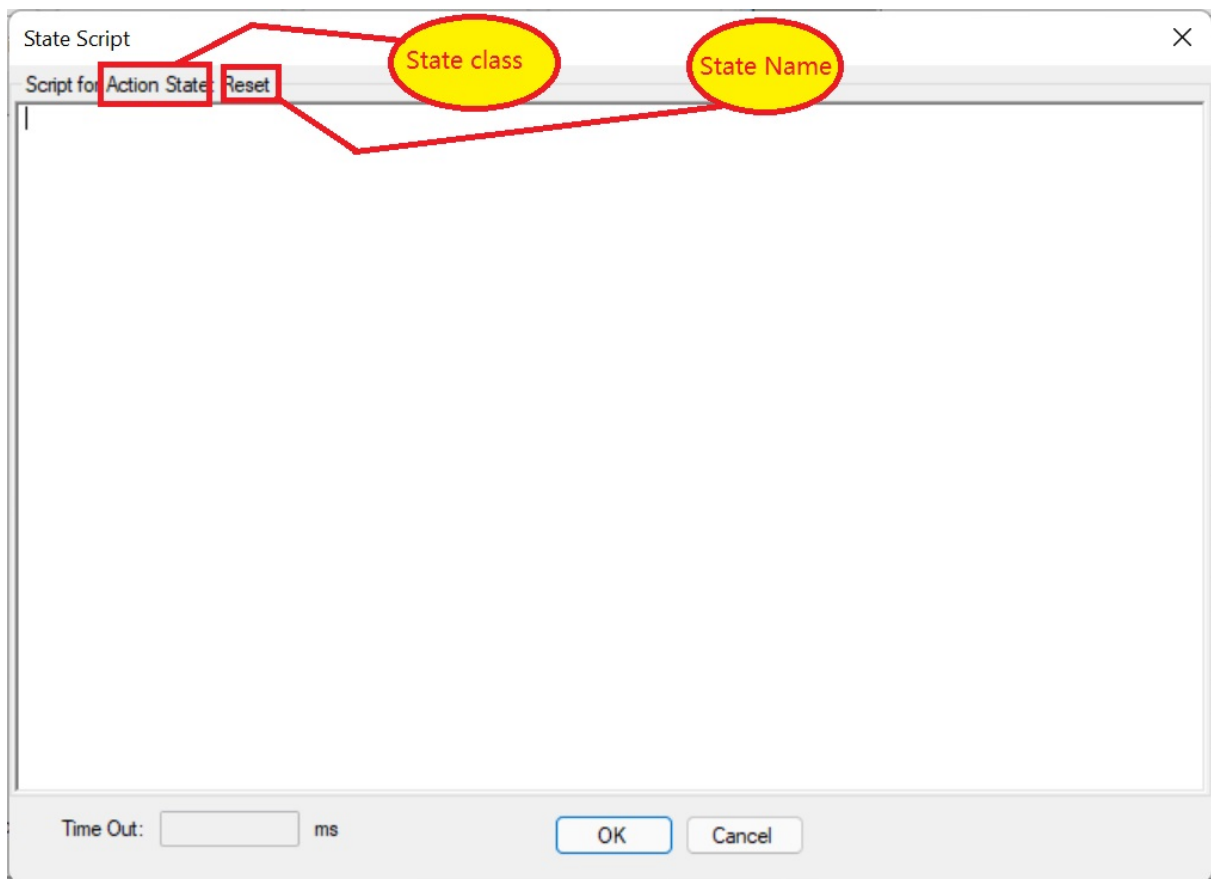 State Script
State class
State Name
Script for Action State: Reset
Time Out:
ms
OK
Cancel